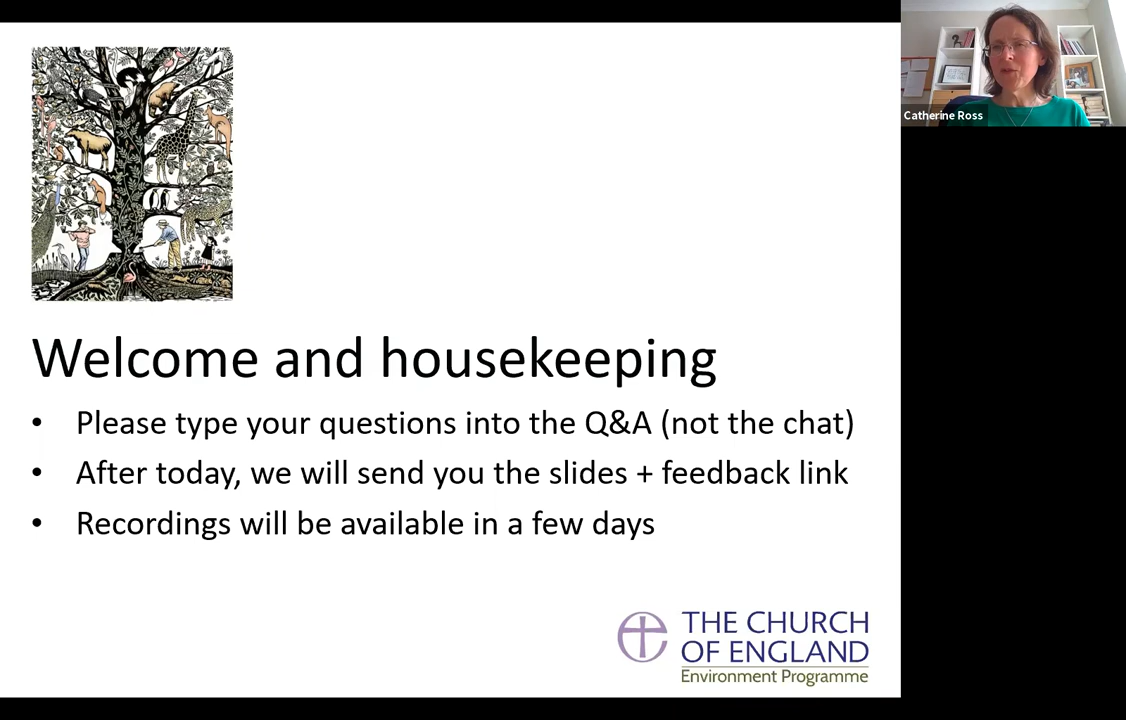 Catherine Ross
Welcome and housekeeping
• Please type your questions into the Q&A (not the chat)
• After today, we will send you the slides + feedback link
• Recordings will be available in a few days
THE CHURCH
OF ENGLAND
Environment Programme